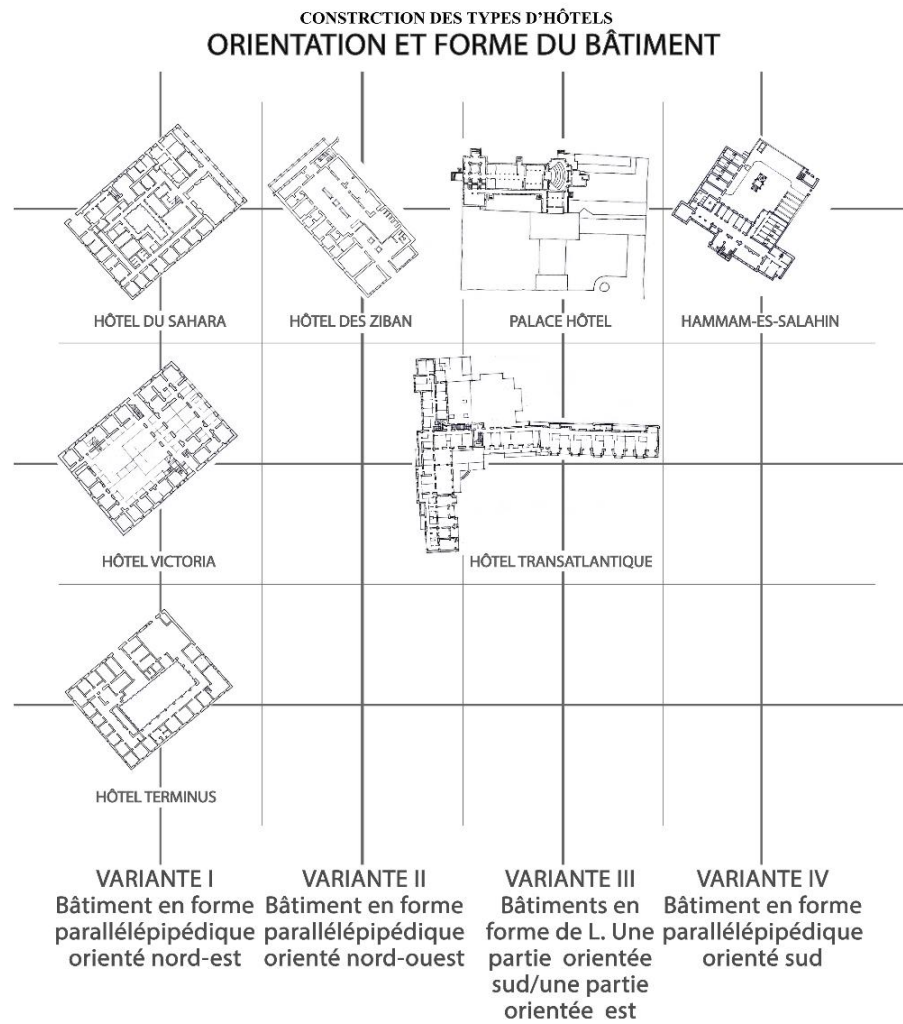 CONSTRCTION DES TYPES D'HÔTELS
ORIENTATION ET FORME DU BÂTIMENT
HÔTEL DU SAHARA
HÔTEL DES ZIBAN
PALACE HÔTEL
HAMMAM-ES-SALAHIN
HÔTEL VICTORIA
HÔTEL TRANSATLANTIQUE
HÔTEL TERMINUS
VARIANTE I
Bâtiment en forme
parallélépipédique
orienté nord-est
VARIANTE II
Bâtiment en forme
parallélépipédique
orienté nord-ouest
VARIANTE III
Bâtiments en
forme de L. Une
partie orientée
sud/une partie
orientée est
VARIANTE IV
Bâtiment en forme
parallélépipédique
orienté sud